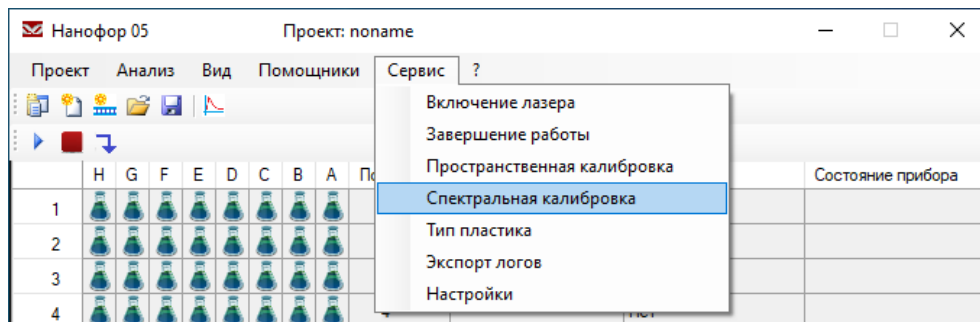 Нанофор 05 Проект: noname
Проект Анализ Вид Помощники Сервис ?
Включение лазера
Завершение работы
Пространственная калибровка
Спектральная калибровка
Тип пластика
Экспорт логов
Настройки
H G F E D C B A Состояние прибора
1
2
3
4